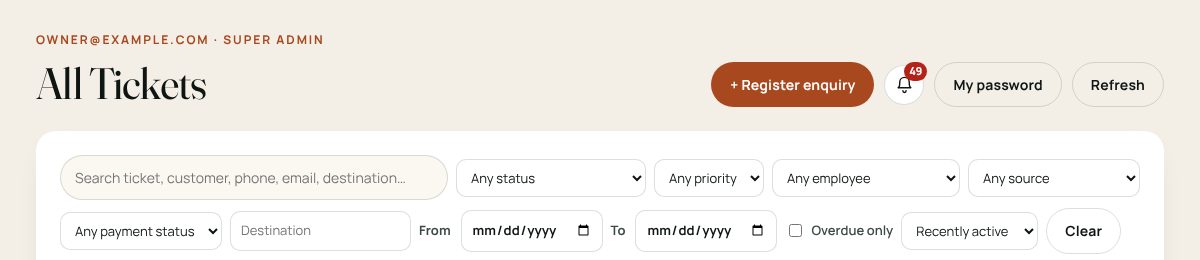 OWNER@EXAMPLE.COM · SUPER ADMIN
All Tickets
+ Register enquiry
49
My password
Refresh
Search ticket, customer, phone, email, destination...
Any status
Any priority
Any employee
Any source
Any payment status
Destination
From
mm/dd/yyyy
To
mm/dd/yyyy
Overdue only
Recently active
Clear